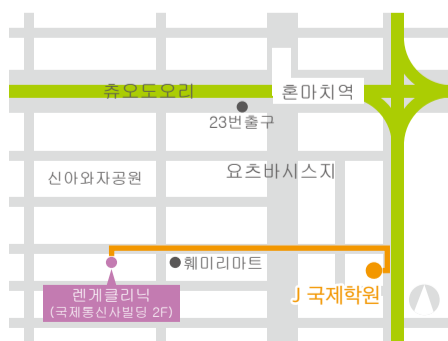 츄오도오리
혼마치역
23번출구
요츠바시스지
신아와자공원
훼미리마트
렌게클리닉
(국제통신사빌딩 2F)
J 국제학원